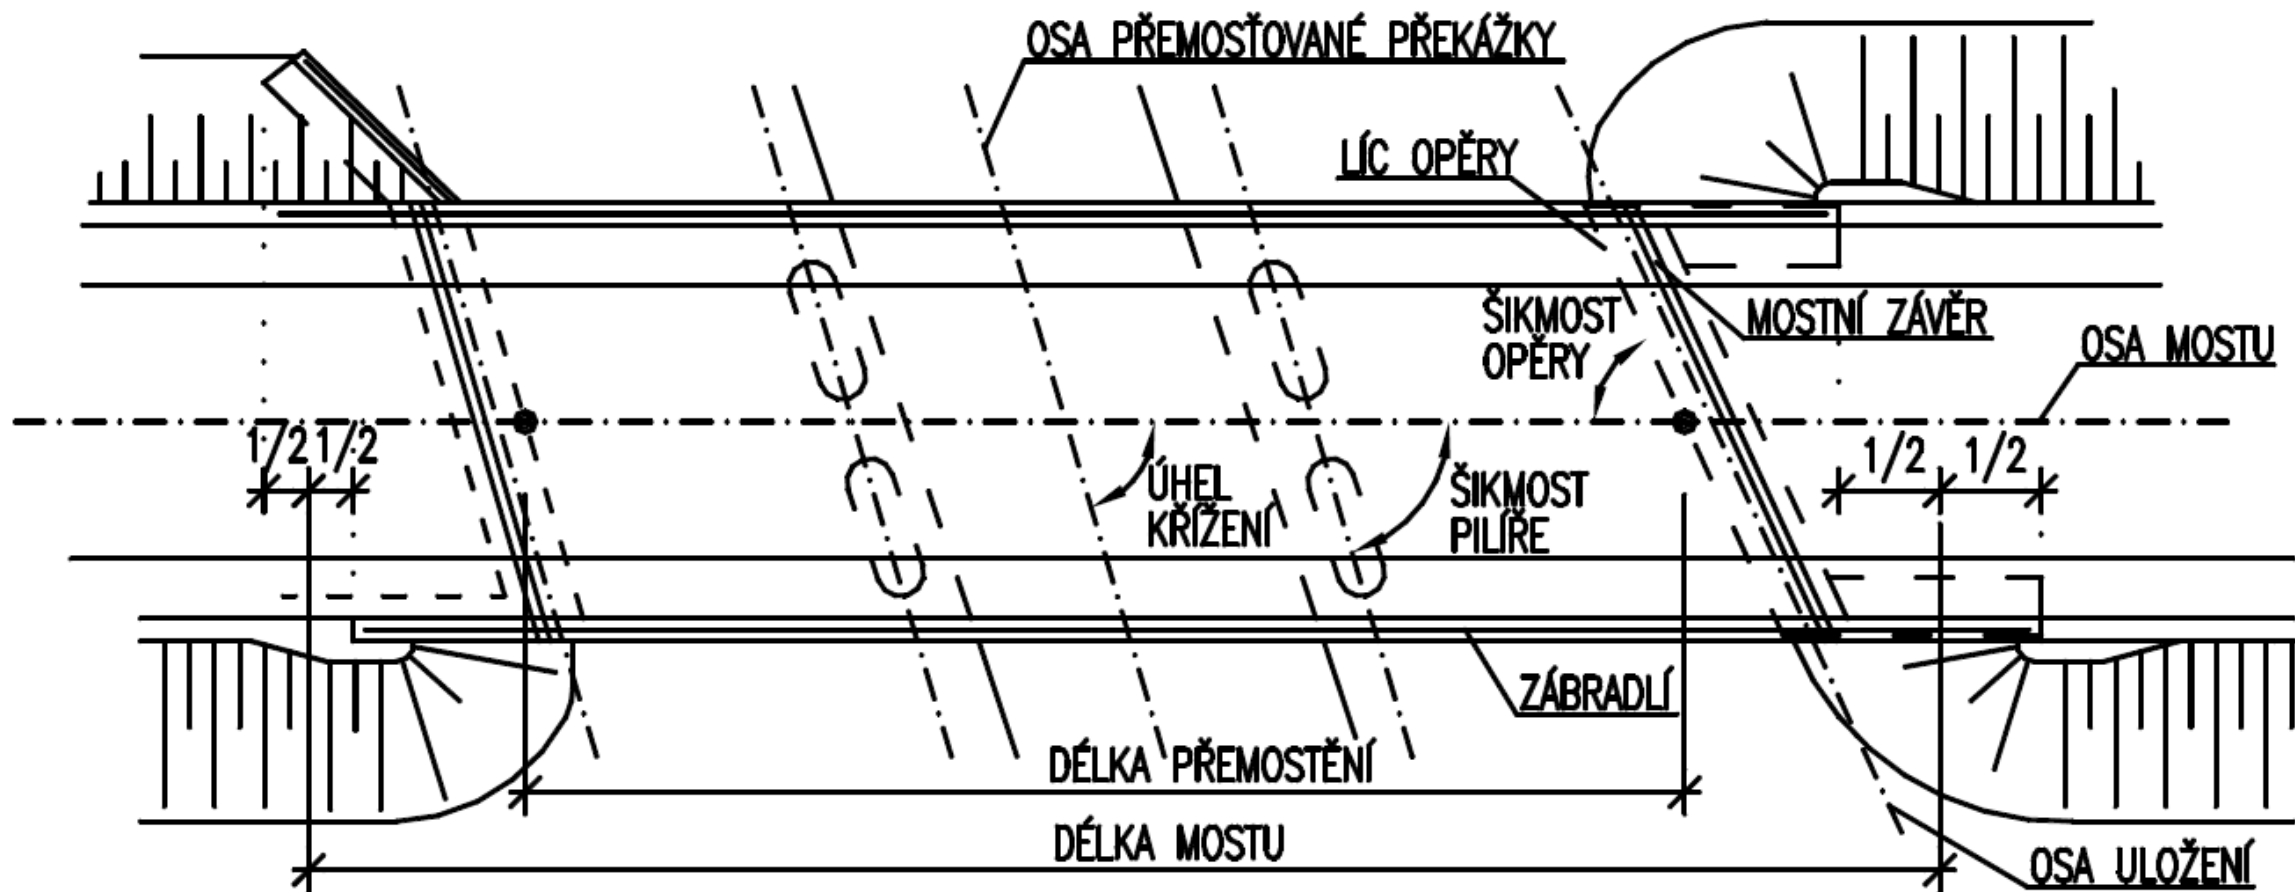 OSA PŘEMOSŤOVANÉ PŘEKÁŽKY
LÍC OPĚRY
ŠIKMOST
OPĚRY
MOSTNÍ ZÁVĚR
OSA MOSTU
1/2 1/2
ÚHEL
KŘÍŽENÍ
ŠIKMOST
PILÍŘE
1/2 1/2
ZÁBRADLÍ
DÉLKA PŘEMOSTĚNÍ
DÉLKA MOSTU
OSA ULOŽENÍ